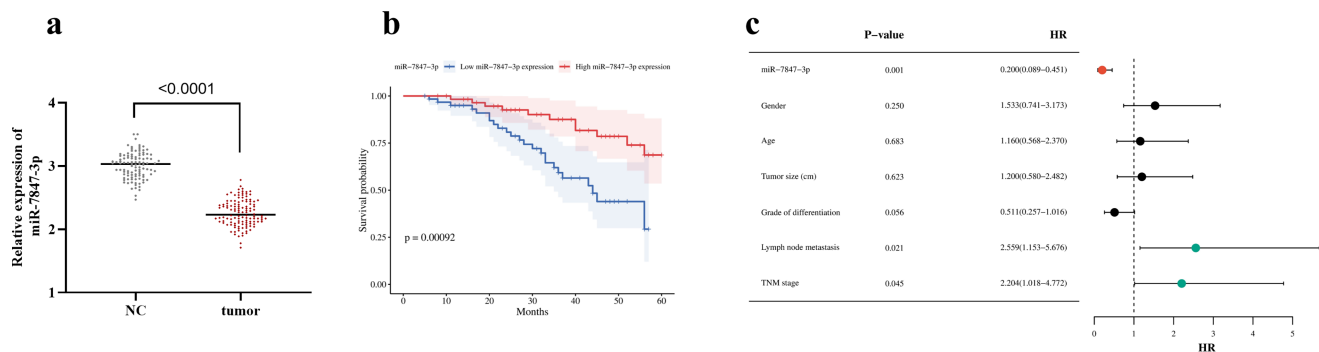 a
<0.0001
Relative expression of
miR-7847-3p
4
3
2
1
NC
tumor
b
miR-7847-3p
Low miR-7847-3p expression
High miR-7847-3p expression
Survival probability
1.00
0.75
0.50
0.25
0.00
p = 0.00092
0 10 20 30 40 50 60
Months
c
P-value HR
miR-7847-3p 0.001 0.200(0.089-0.451)
Gender 0.250 1.533(0.741-3.173)
Age 0.683 1.160(0.568-2.370)
Tumor size (cm) 0.623 1.200(0.580-2.482)
Grade of differentiation 0.056 0.511(0.257-1.016)
Lymph node metastasis 0.021 2.559(1.153-5.676)
TNM stage 0.045 2.204(1.018-4.772)
0 1 2 3 4 5
HR